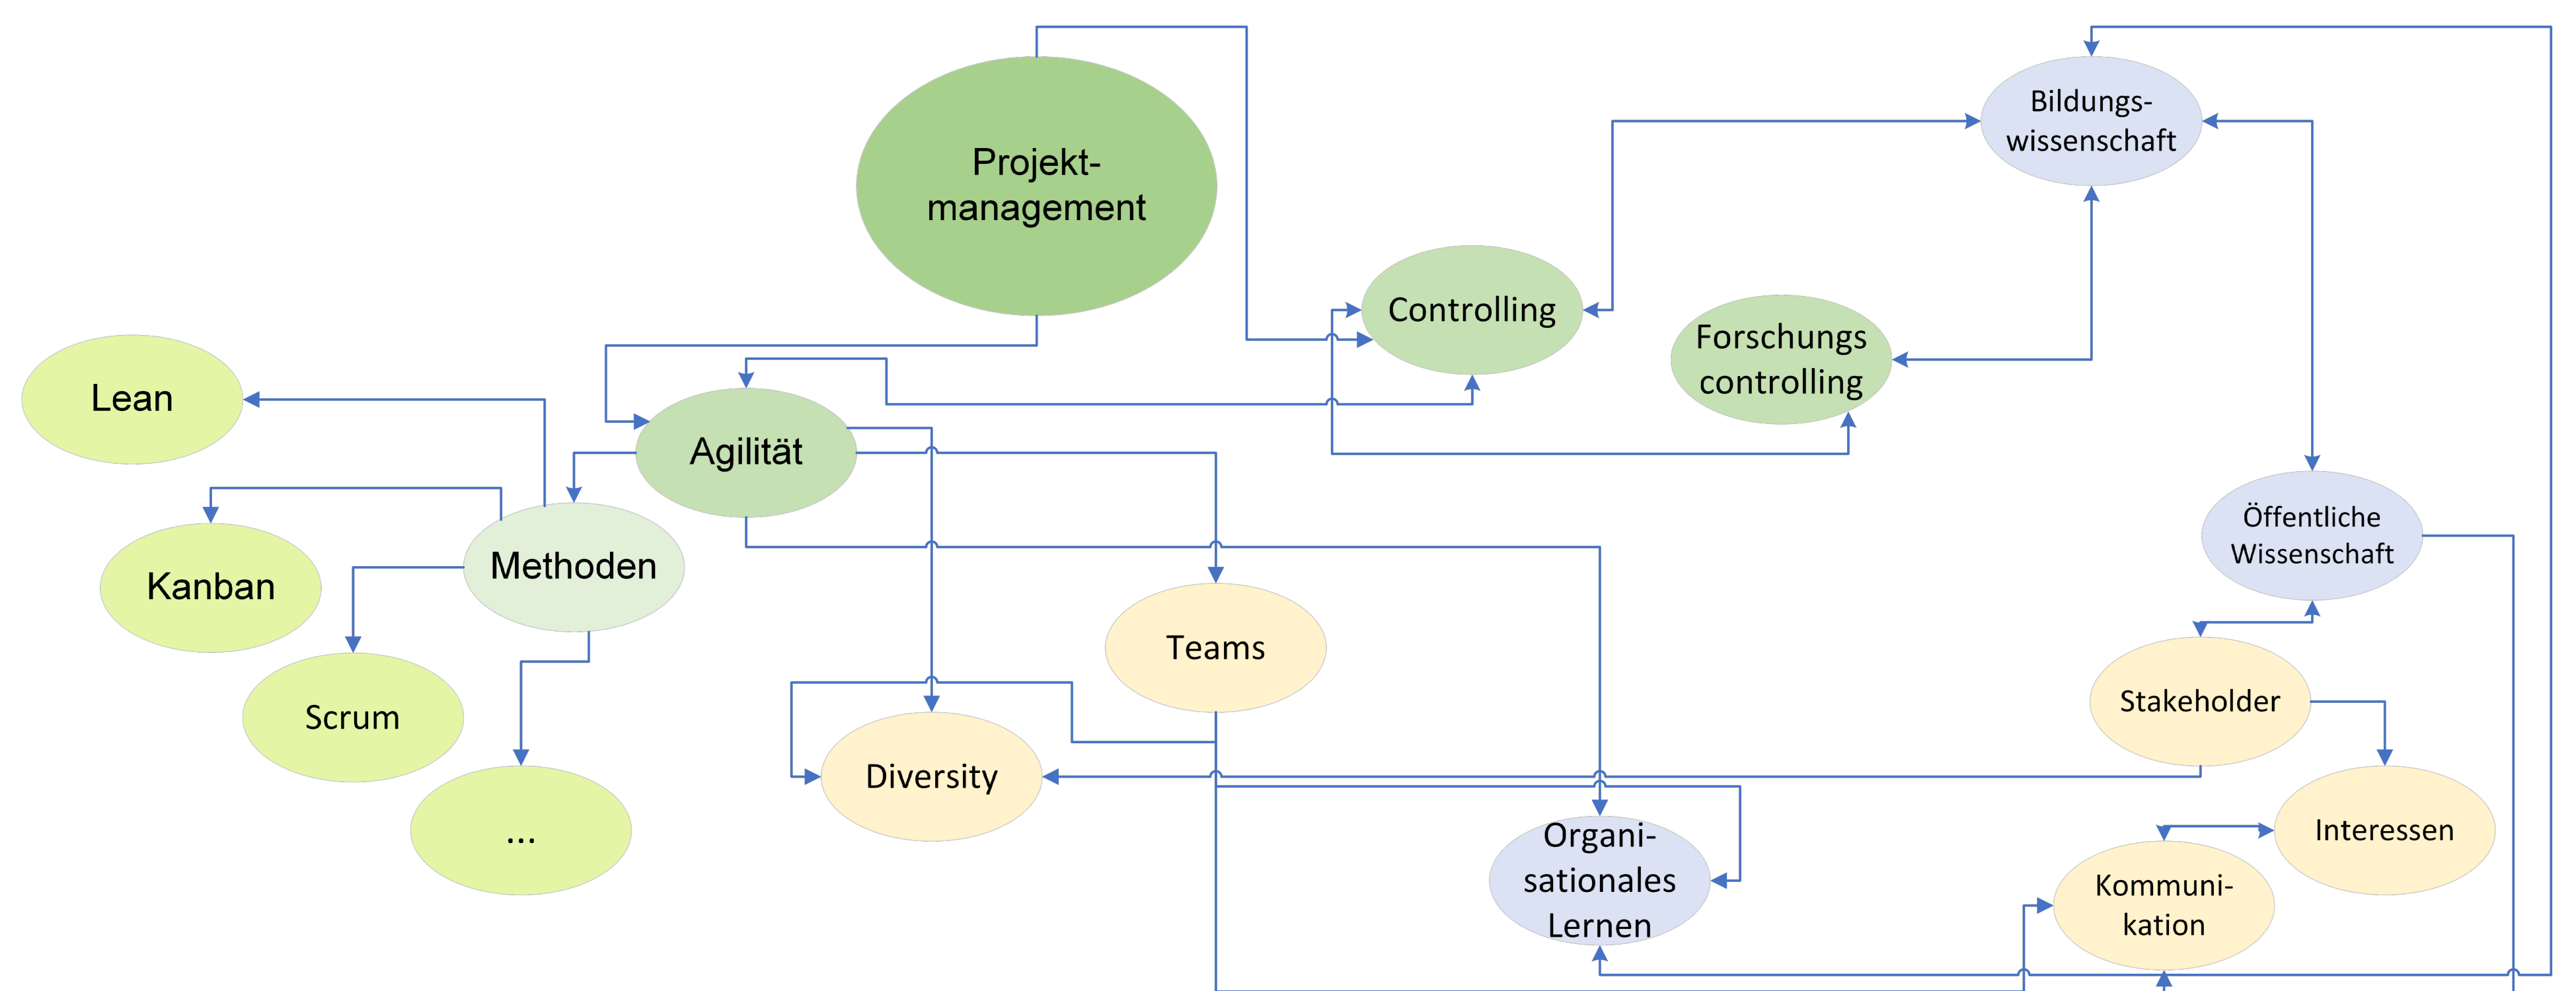 Projekt-
management
Bildungs-
wissenschaft
Controlling
Forschungs
controlling
Lean
Agilität
Kanban
Methoden
Öffentliche
Wissenschaft
Teams
Scrum
Stakeholder
Diversity
...
Organi-
sationales
Lernen
Interessen
Kommuni-
kation